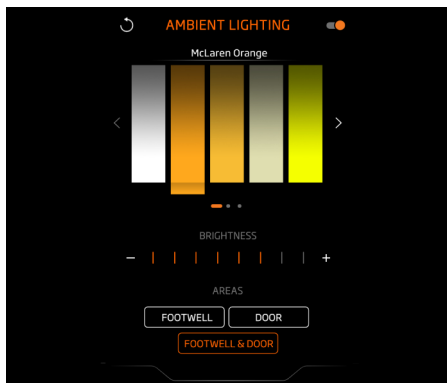 AMBIENT LIGHTING
McLaren Orange
BRIGHTNESS
AREAS
FOOTWELL DOOR
FOOTWELL & DOOR